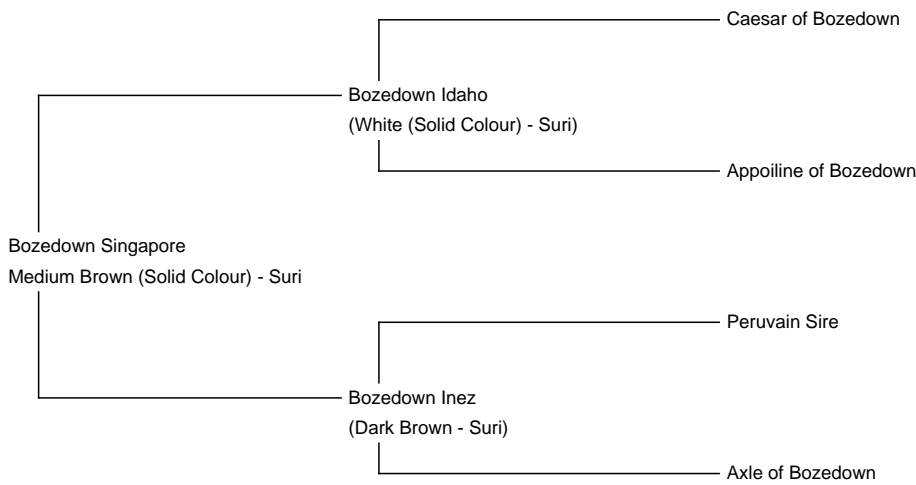 Caesar of Bozedown
Bozedown Idaho
(White (Solid Colour) - Suri)
Appoiline of Bozedown
Bozedown Singapore
Medium Brown (Solid Colour) - Suri
Peruvain Sire
Bozedown Inez
(Dark Brown - Suri)
Axle of Bozedown